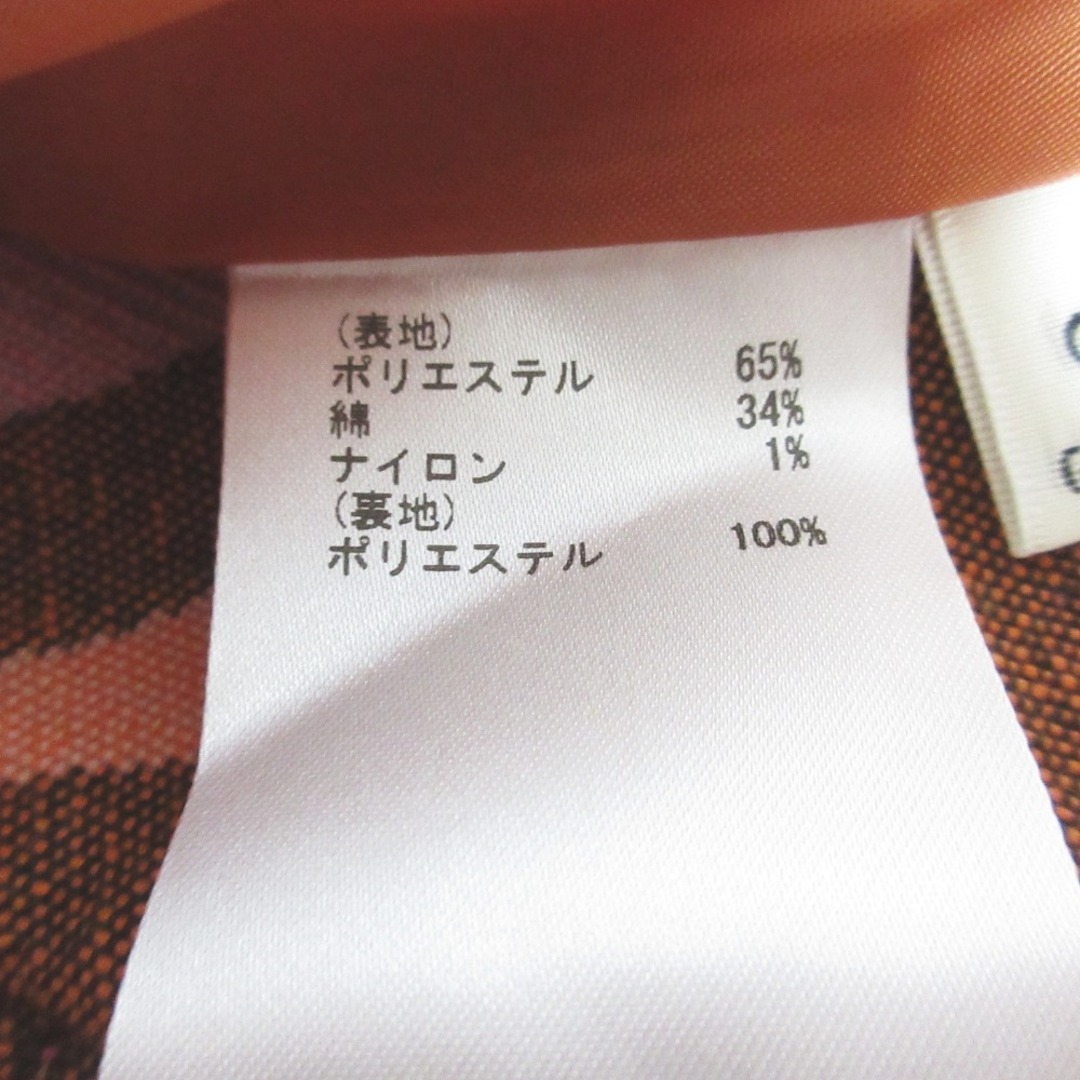 (表地)
ポリエステル 65%
綿 34%
ナイロン 1%
(裏地)
ポリエステル 100%